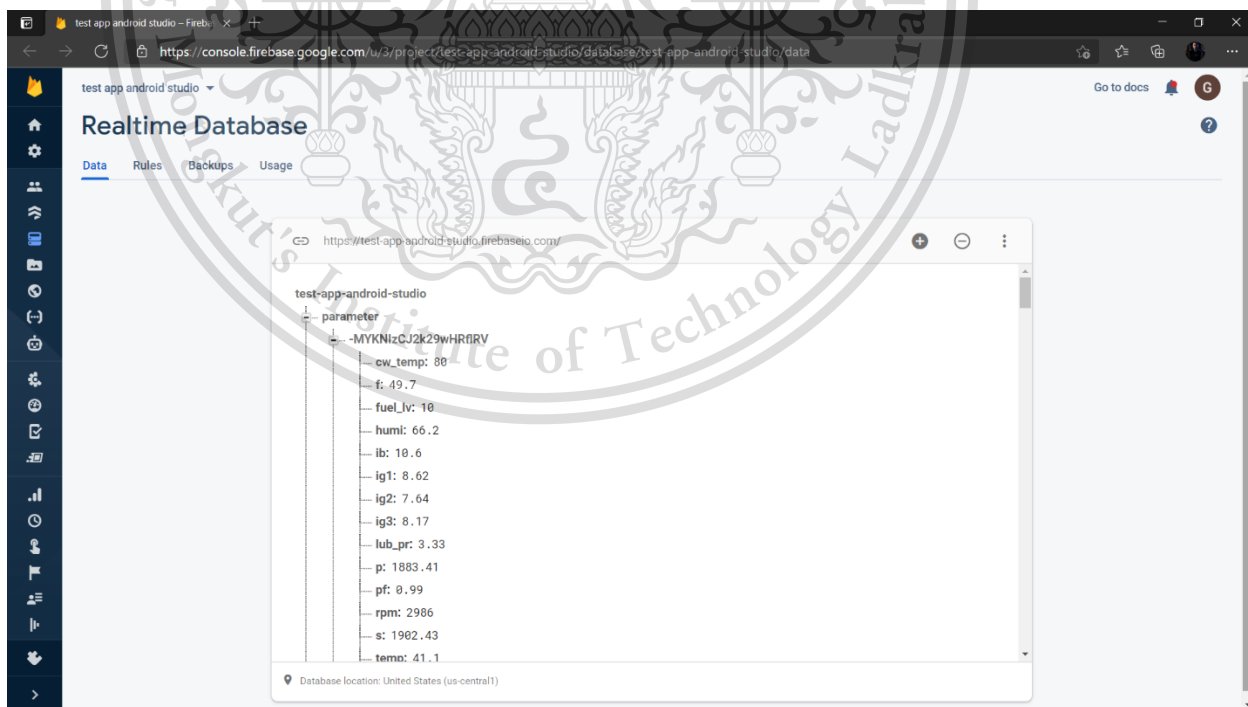 test app android studio – Fireba
https://console.firebase.google.com/u/3/project/test-app-android-studio/database/test-app-android-studio/data
test app android studio
Go to docs
G
Realtime Database
Data Rules Backups Usage
https://test-app-android-studio.firebaseio.com/
test-app-android-studio
parameter
cw_temp: 80
f: 49.7
fuel_lv: 10
humi: 66.2
ib: 10.6
ig1: 8.62
ig2: 7.64
ig3: 8.17
lub_pr: 3.33
p: 1883.41
pf: 0.99
rpm: 2986
s: 1902.43
temp: 41.1
Database location: United States (us-central1)
Mongkut's Institute of Technology Ladkra